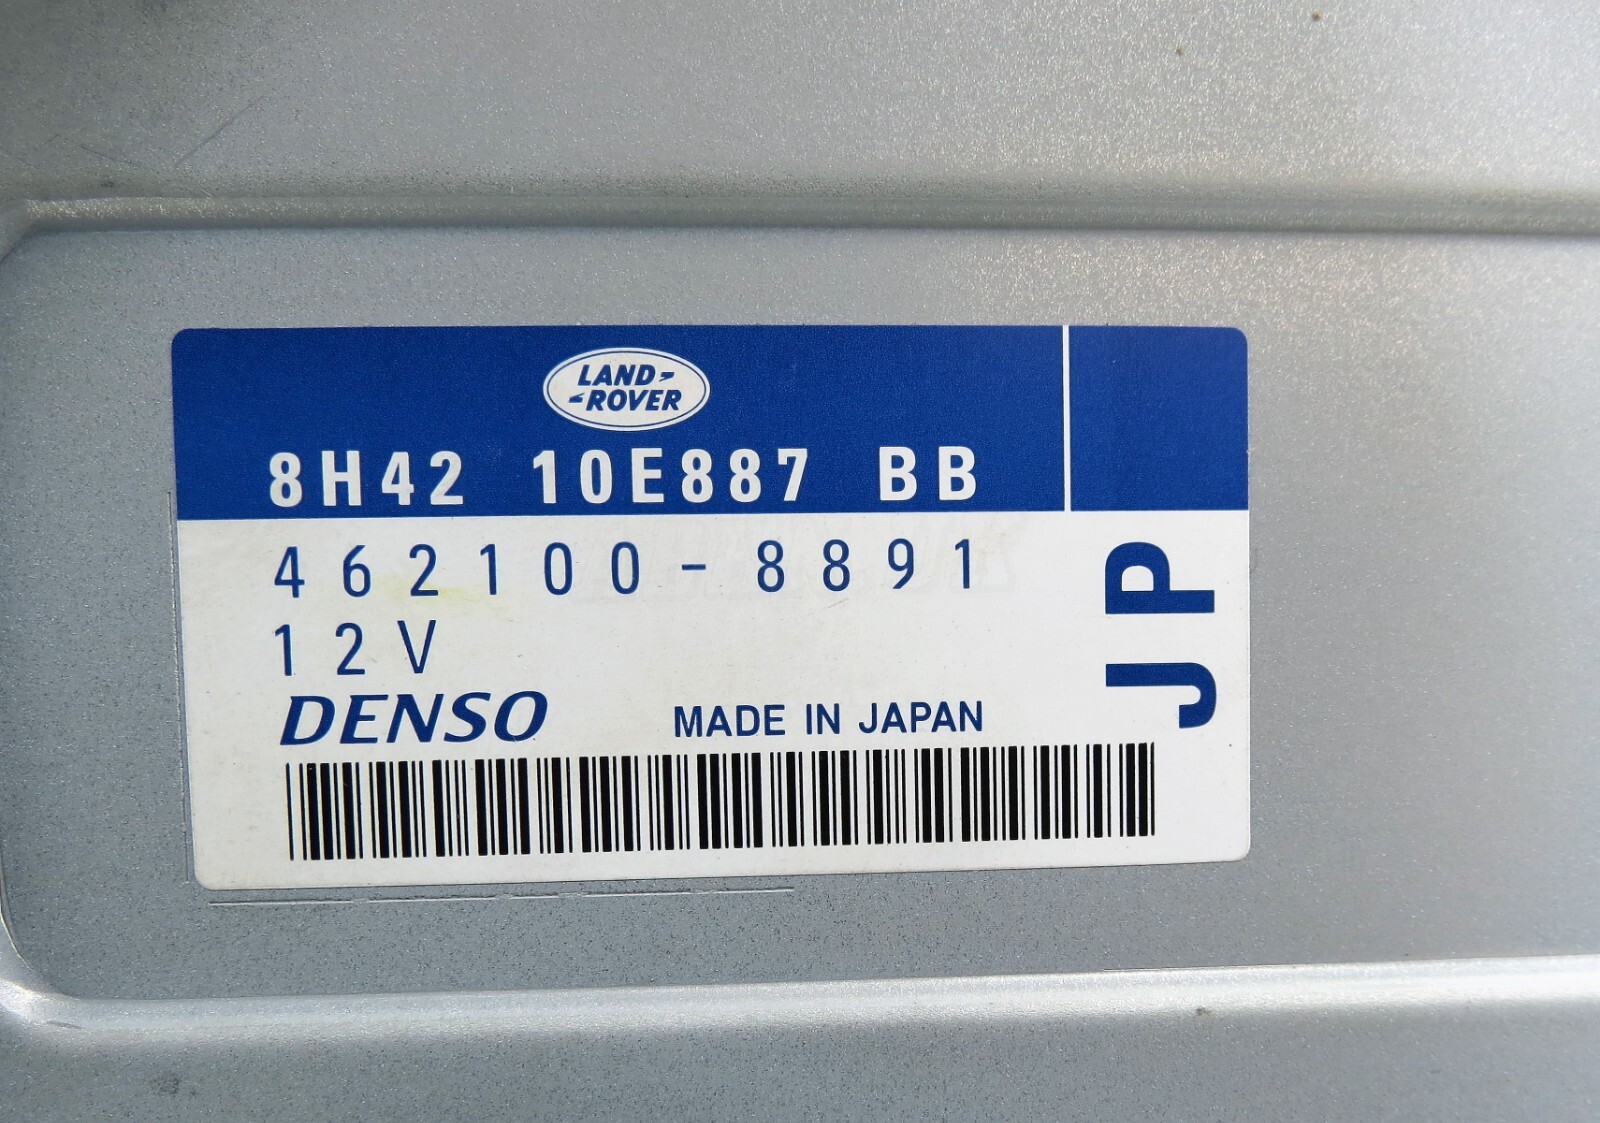 LAND-
-ROVER
8H42 10E887 BB
462100-8891
12V
DENSO MADE IN JAPAN
JP